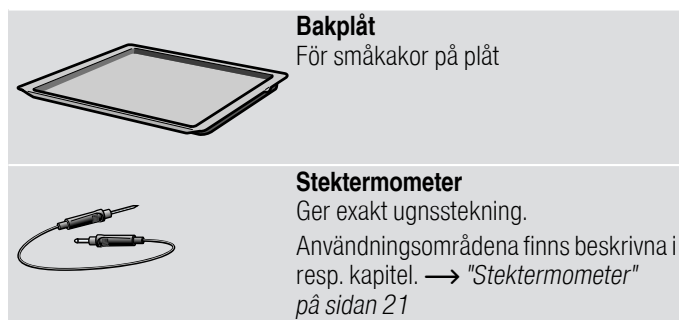 Bakplåt
För småkakor på plåt
Stektermometer
Ger exakt ugnsstekning.
Användningsområdena finns beskrivna i
resp. kapitel. ⟶ "Stektermometer"
på sidan 21